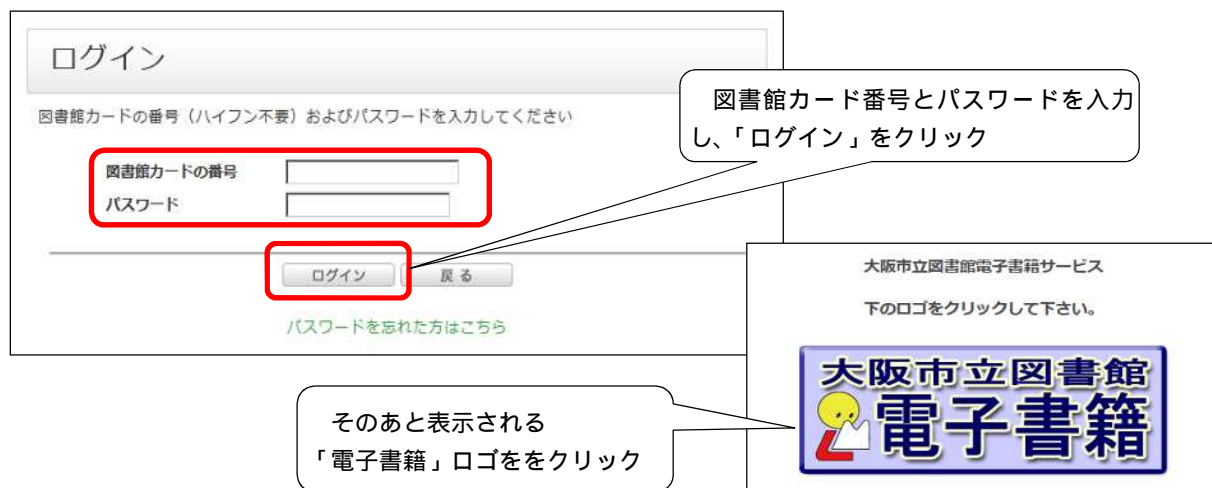 ログイン
図書館カードの番号（ハイフン不要）およびパスワードを入力してください
図書館カードの番号
パスワード
ログイン
戻る
パスワードを忘れた方はこちら
図書館カード番号とパスワードを入力
し、「ログイン」をクリック
大阪市立図書館電子書籍サービス
下のロゴをクリックして下さい。
大阪市立図書館
電子書籍
そのあと表示される
「電子書籍」ロゴををクリック